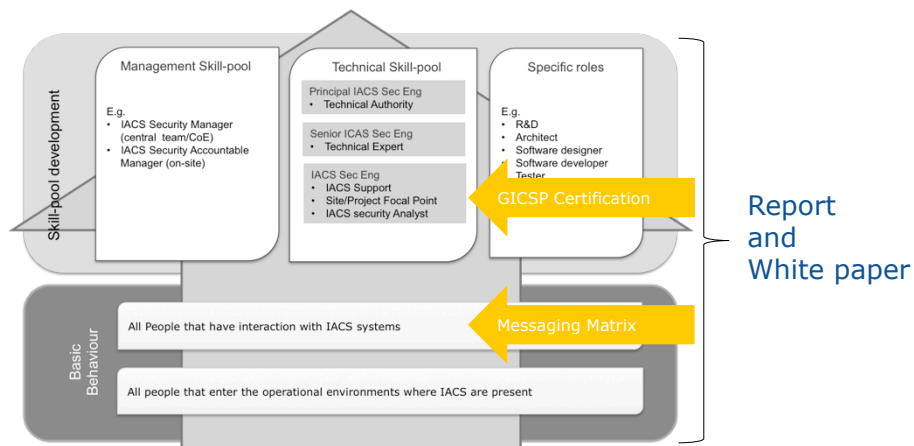 Skill-pool development
Management Skill-pool
E.g.
• IACS Security Manager
(central team/CoE)
• IACS Security Accountable
Manager (on-site)
Technical Skill-pool
Principal IACS Sec Eng
• Technical Authority
Senior ICAS Sec Eng
• Technical Expert
IACS Sec Eng
• IACS Support
• Site/Project Focal Point
• IACS security Analyst
Specific roles
E.g.
• R&D
• Architect
• Software designer
• Software developer
Tester
GICSP Certification
Basic
Behaviour
All People that have interaction with IACS systems
Messaging Matrix
All people that enter the operational environments where IACS are present
Report
and
White paper